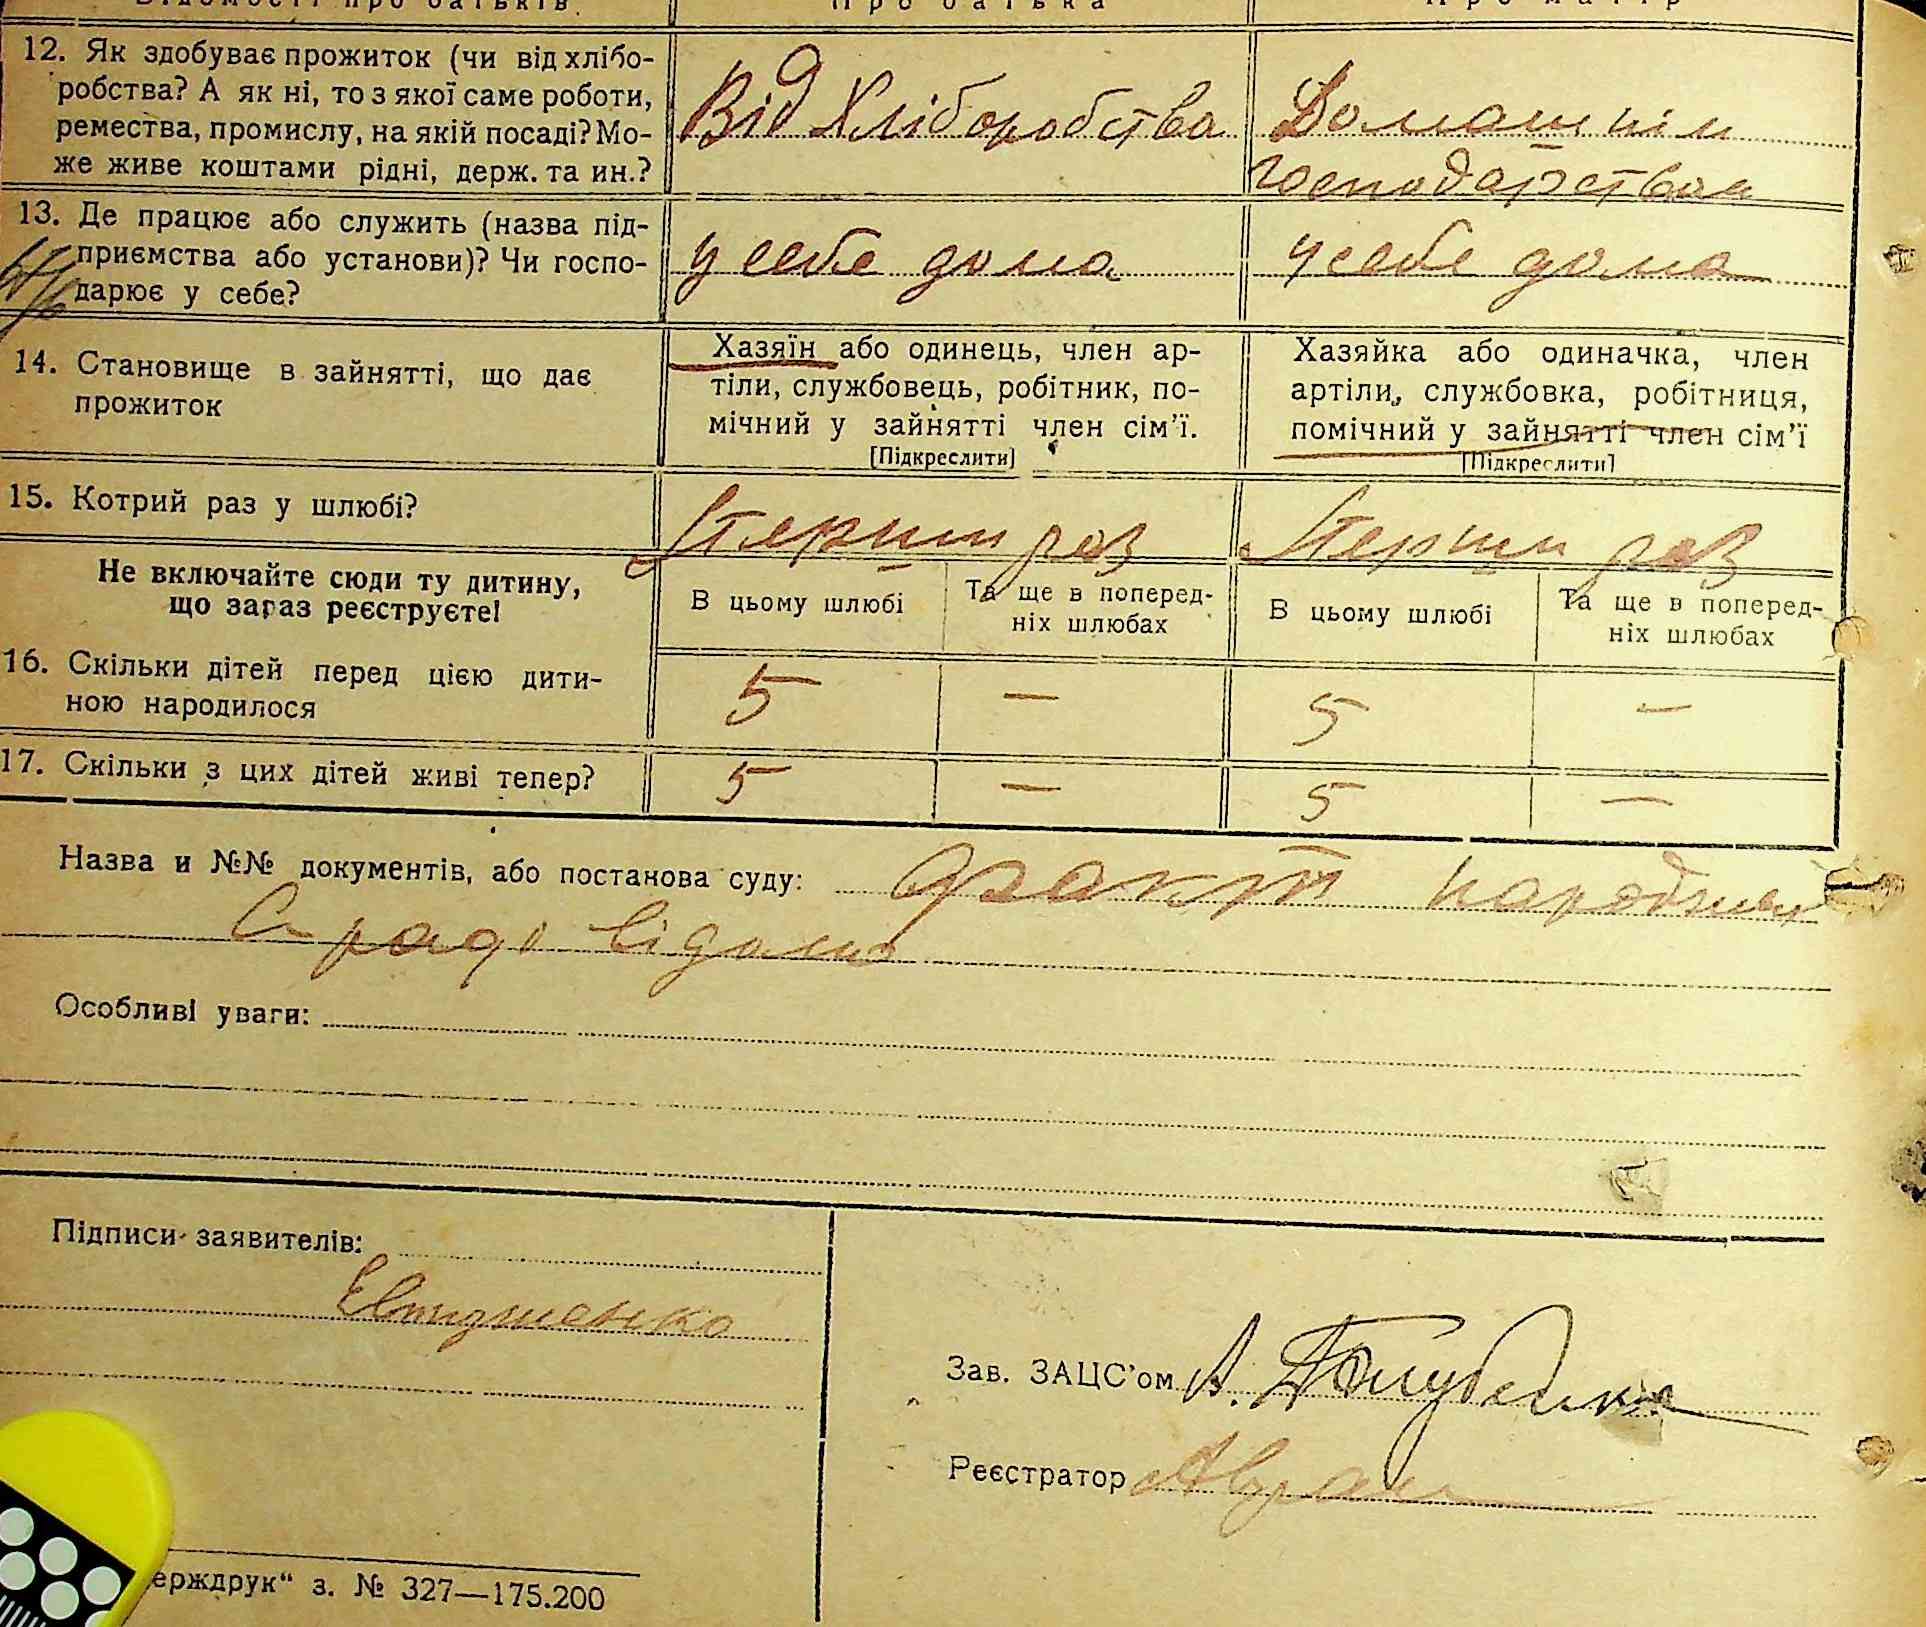 Відомості про батьків. Про батька Про матір
12. Як здобуває прожиток (чи від хлібо-
робства? А як ні, то з якої саме роботи,
ремества, промислу, на якій посаді? Мо-
же живе коштами рідні, держ. та ин.?
Від Хліборобства
Домашнім
господарством
13. Де працює або служить (назва під-
приємства або установи)? Чи госпо-
дарює у себе?
у себе дома
у себе дома
14. Становище в зайнятті, що дає
прожиток
Хазяїн або одинець, член ар-
тіли, службовець, робітник, по-
мічний у зайнятті член сім’ї.
[Підкреслити]
Хазяйка або одиначка, член
артіли, службовка, робітниця,
помічний у зайнятті член сім’ї
[Підкреслити]
15. Котрий раз у шлюбі?
Перший раз
Перший раз
Не включайте сюди ту дитину,
що зараз реєструєте!
В цьому шлюбі
Та ще в поперед-
ніх шлюбах
В цьому шлюбі
Та ще в поперед-
ніх шлюбах
16. Скільки дітей перед цією дити-
ною народилося
5 — 5 —
17. Скільки з цих дітей живі тепер?
5 — 5 —
Назва и №№ документів, або постанова суду: факт
відомо
Особливі уваги:
Підписи заявителів:
Євтушенко
Зав. ЗАЦС’ом А.
Реєстратор
ерждрук“ з. № 327—175.200